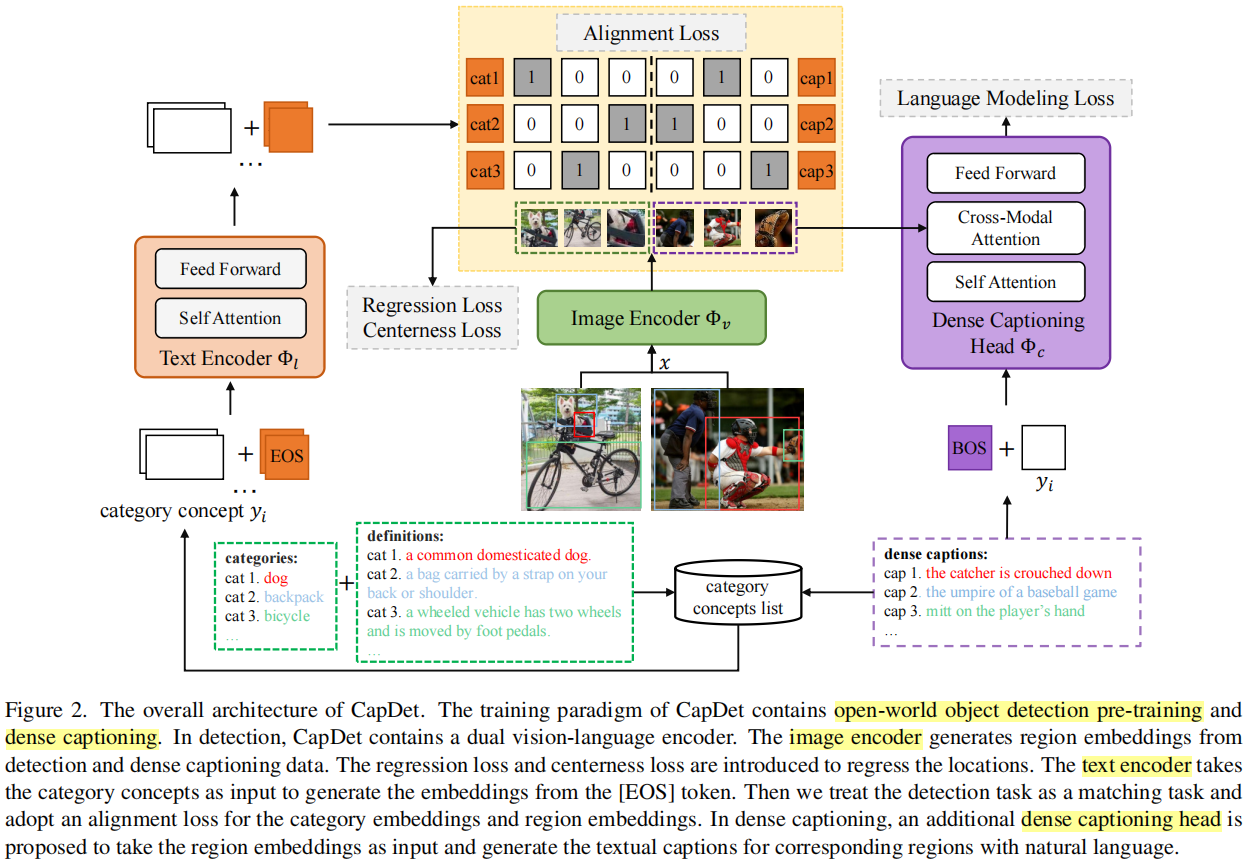 Alignment Loss
cat1 1 0 0 0 1 0 cap1
cat2 0 0 1 1 0 0 cap2
cat3 0 1 0 0 0 1 cap3
+
...
Language Modeling Loss
Feed Forward
Cross-Modal
Attention
Self Attention
Dense Captioning
Head Φc
Feed Forward
Self Attention
Text Encoder Φl
Regression Loss
Centerness Loss
Image Encoder Φv
x
+ EOS
...
category concept yi
BOS + yi
categories:
cat 1. dog
cat 2. backpack
cat 3. bicycle
...
+
definitions:
cat 1. a common domesticated dog.
cat 2. a bag carried by a strap on your
back or shoulder.
cat 3. a wheeled vehicle has two wheels
and is moved by foot pedals.
...
category
concepts list
dense captions:
cap 1. the catcher is crouched down
cap 2. the umpire of a baseball game
cap 3. mitt on the player's hand
...
Figure 2. The overall architecture of CapDet. The training paradigm of CapDet contains open-world object detection pre-training and
dense captioning. In detection, CapDet contains a dual vision-language encoder. The image encoder generates region embeddings from
detection and dense captioning data. The regression loss and centerness loss are introduced to regress the locations. The text encoder takes
the category concepts as input to generate the embeddings from the [EOS] token. Then we treat the detection task as a matching task and
adopt an alignment loss for the category embeddings and region embeddings. In dense captioning, an additional dense captioning head is
proposed to take the region embeddings as input and generate the textual captions for corresponding regions with natural language.